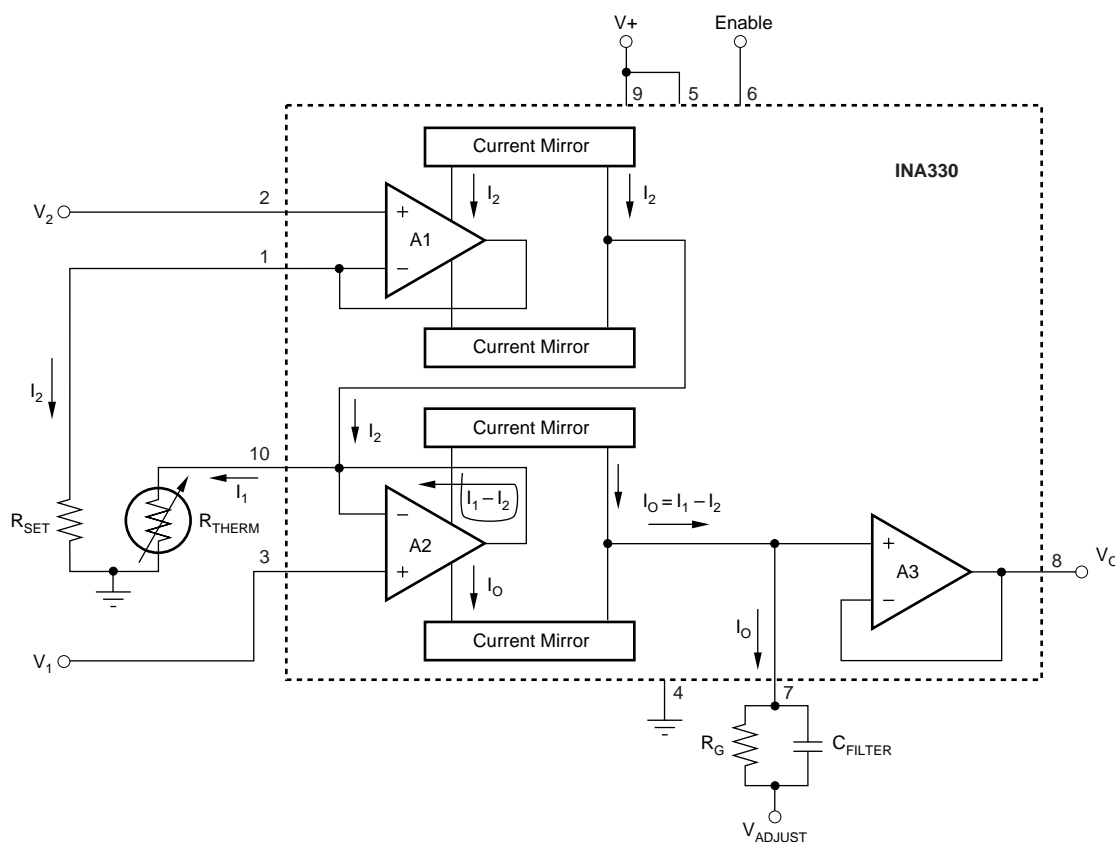 V+
Enable
9
5
6
Current Mirror
INA330
I2
I2
2
V2
+
A1
1
−
Current Mirror
I2
I2
Current Mirror
10
I1
I1 − I2
IO = I1 − I2
RSET
RTHERM
−
A2
+
3
IO
+
A3
−
8
VO
Current Mirror
IO
V1
4
7
RG
CFILTER
VADJUST